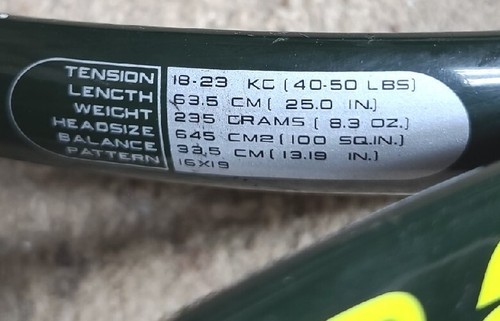 TENSION 18-23 KG (40-50 LBS)
LENGTH 63.5 CM ( 25.0 IN.)
WEIGHT 235 GRAMS ( 8.3 OZ.)
HEADSIZE 645 CM2 (100 SQ.IN.)
BALANCE 33.5 CM (13.19 IN.)
PATTERN 16X19